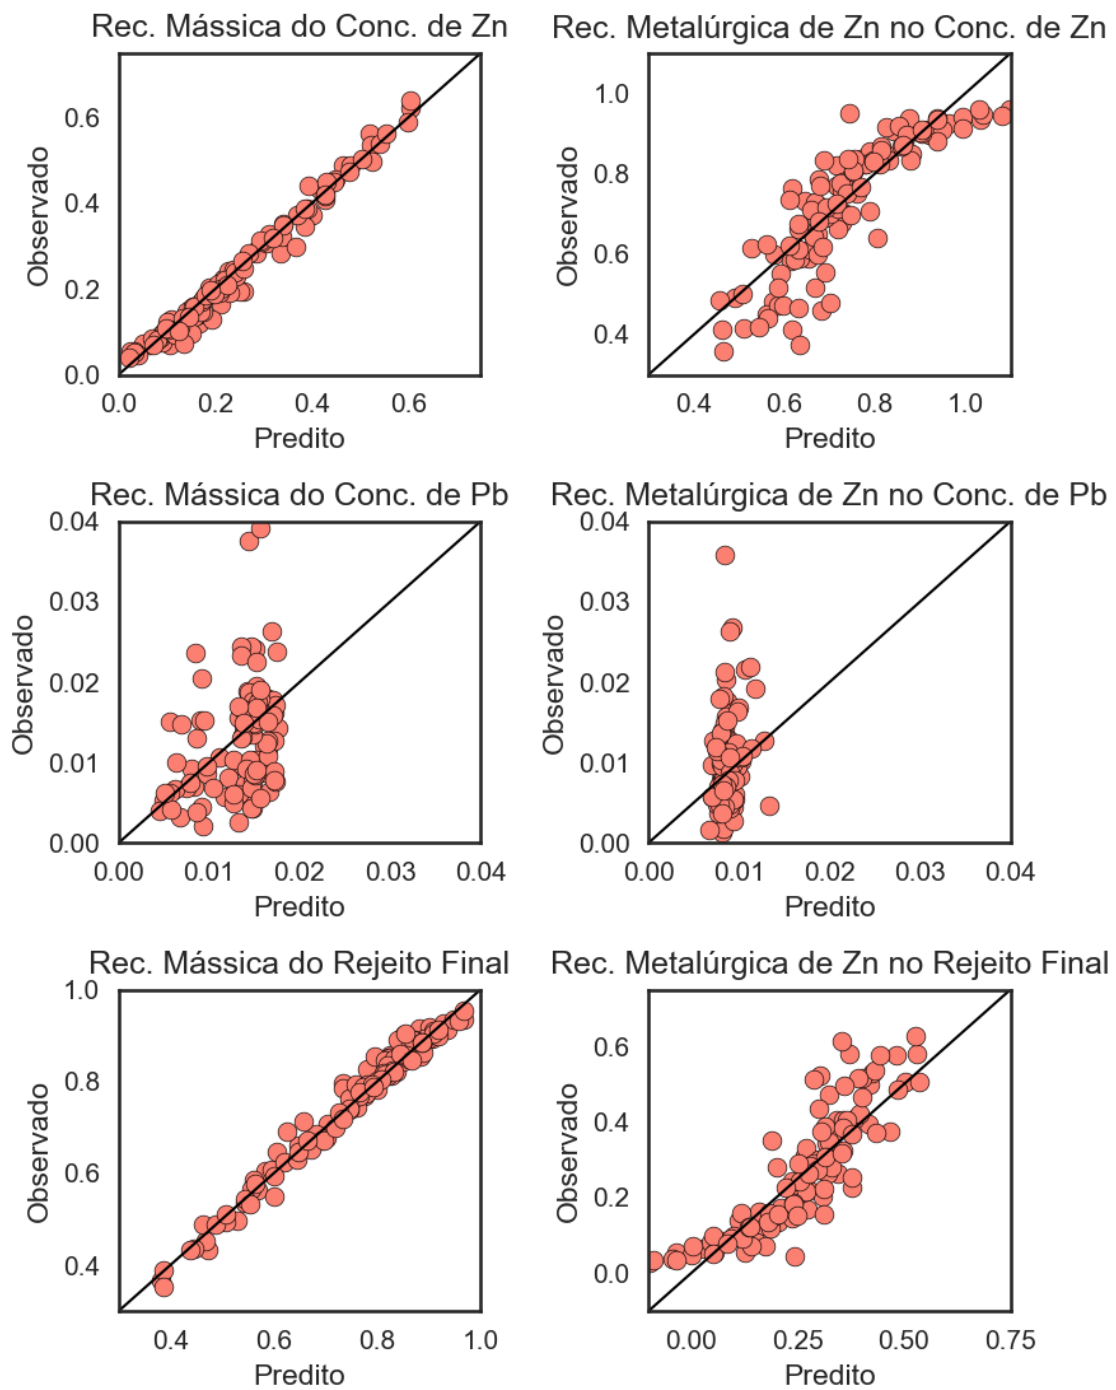 Rec. Mássica do Conc. de Zn
Observado
0.6
0.4
0.2
0.0
0.0 0.2 0.4 0.6
Predito
Rec. Metalúrgica de Zn no Conc. de Zn
Observado
1.0
0.8
0.6
0.4
0.4 0.6 0.8 1.0
Predito
Rec. Mássica do Conc. de Pb
Observado
0.04
0.03
0.02
0.01
0.00
0.00 0.01 0.02 0.03 0.04
Predito
Rec. Metalúrgica de Zn no Conc. de Pb
Observado
0.04
0.03
0.02
0.01
0.00
0.00 0.01 0.02 0.03 0.04
Predito
Rec. Mássica do Rejeito Final
Observado
1.0
0.8
0.6
0.4
0.4 0.6 0.8 1.0
Predito
Rec. Metalúrgica de Zn no Rejeito Final
Observado
0.6
0.4
0.2
0.0
0.00 0.25 0.50 0.75
Predito